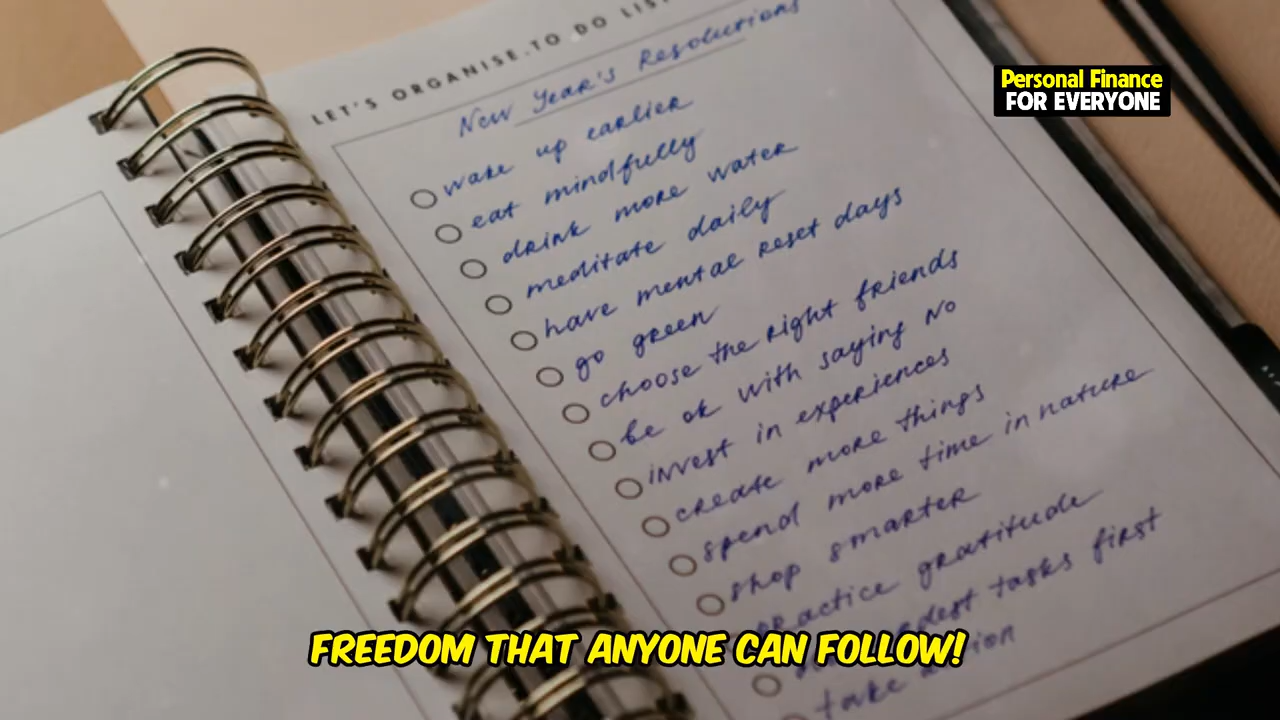 LET'S ORGANISE. TO DO LIST
New Year's Resolutions
wake up earlier
eat mindfully
drink more water
meditate daily
have mental reset days
go green
choose the right friends
be ok with saying NO
invest in experiences
create more things
spend more time in nature
shop smarter
practice gratitude
tasks first
take action
Personal Finance
FOR EVERYONE
FREEDOM THAT ANYONE CAN FOLLOW!